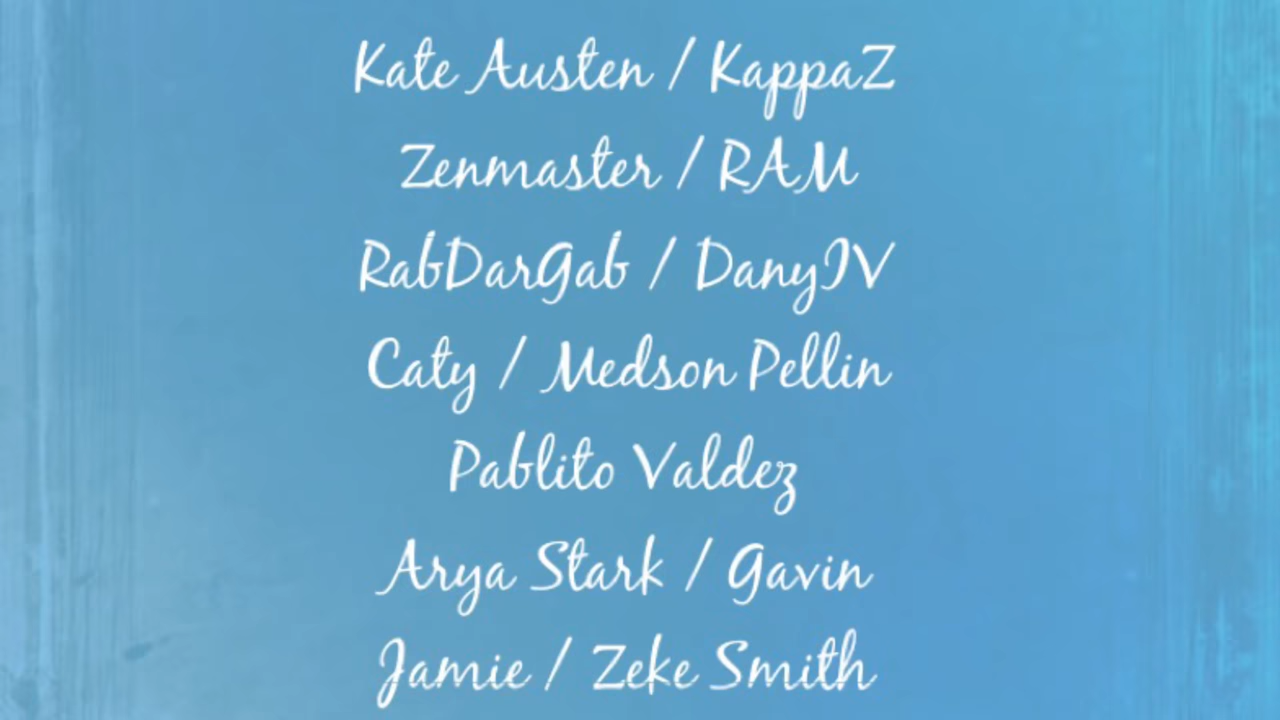 Kate Austen / KappaZ
Zenmaster / RAM
RabDarGab / DanyIV
Caty / Medson Pellin
Pablito Valdez
Arya Stark / Gavin
Jamie / Zeke Smith